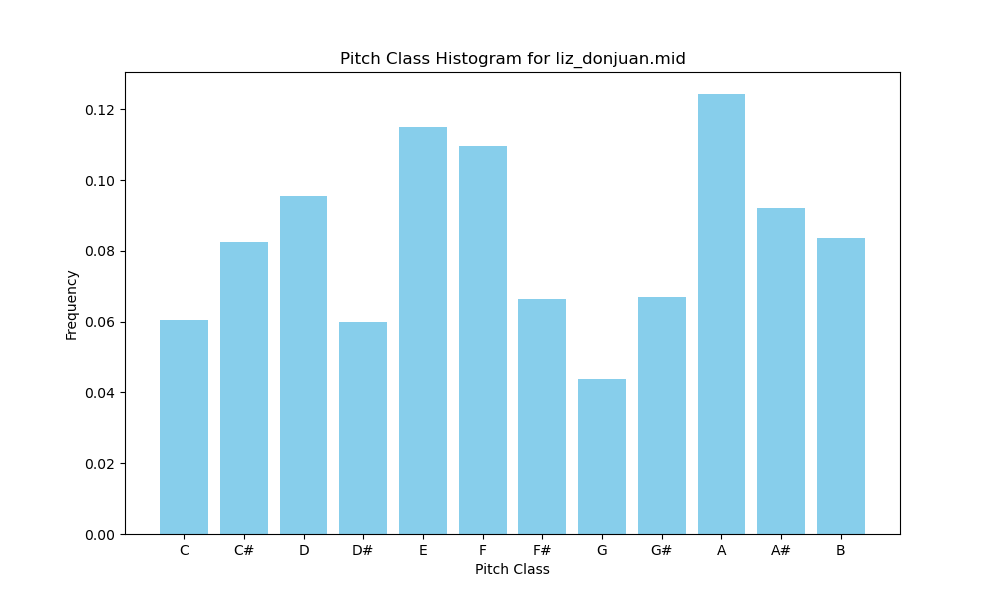 Pitch Class Histogram for liz_donjuan.mid
Frequency
0.12
0.10
0.08
0.06
0.04
0.02
0.00
C C# D D# E F F# G G# A A# B
Pitch Class